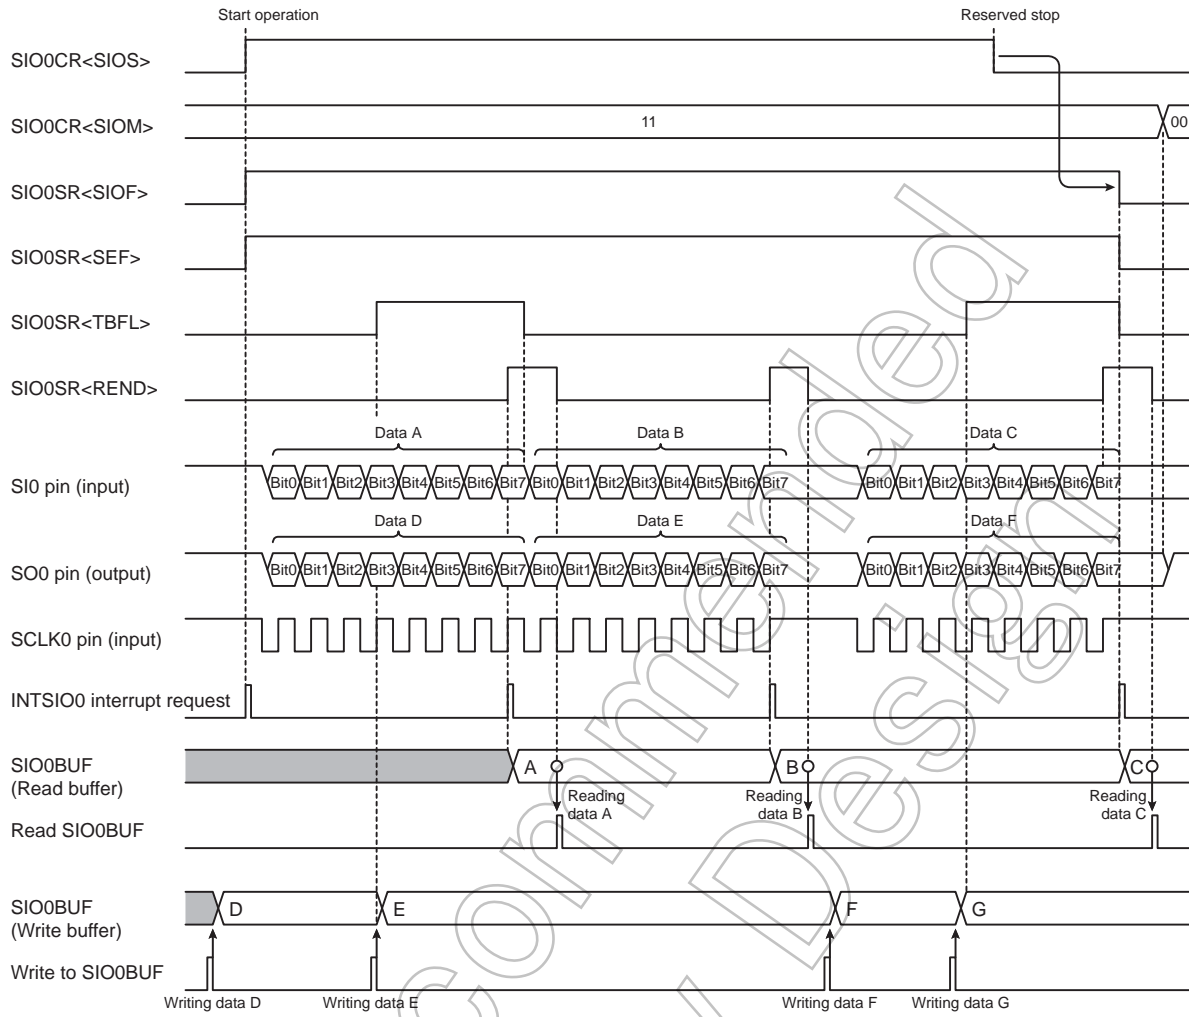 Start operation
Reserved stop
SIO0CR<SIOS>
SIO0CR<SIOM>
11
00
SIO0SR<SIOF>
SIO0SR<SEF>
SIO0SR<TBFL>
SIO0SR<REND>
Data A
Data B
Data C
SI0 pin (input)
Bit0 Bit1 Bit2 Bit3 Bit4 Bit5 Bit6 Bit7 Bit0 Bit1 Bit2 Bit3 Bit4 Bit5 Bit6 Bit7 Bit0 Bit1 Bit2 Bit3 Bit4 Bit5 Bit6 Bit7
Data D
Data E
Data F
SO0 pin (output)
Bit0 Bit1 Bit2 Bit3 Bit4 Bit5 Bit6 Bit7 Bit0 Bit1 Bit2 Bit3 Bit4 Bit5 Bit6 Bit7 Bit0 Bit1 Bit2 Bit3 Bit4 Bit5 Bit6 Bit7
SCLK0 pin (input)
INTSIO0 interrupt request
SIO0BUF
(Read buffer)
A
B
C
Reading
data A
Reading
data B
Reading
data C
Read SIO0BUF
SIO0BUF
(Write buffer)
D
E
F
G
Write to SIO0BUF
Writing data D
Writing data E
Writing data F
Writing data G
commended
Design